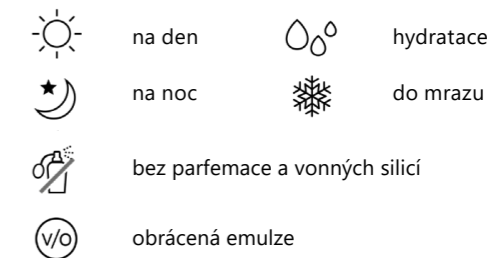 na den
hydratace
na noc
do mrazu
bez parfemace a vonných silicí
v/o
obrácená emulze